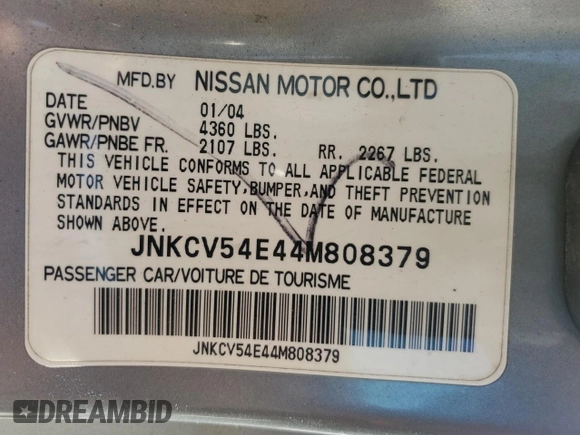 MFD.BY NISSAN MOTOR CO.,LTD
DATE 01/04
GVWR/PNBV 4360 LBS.
GAWR/PNBE FR. 2107 LBS. RR. 2267 LBS.
THIS VEHICLE CONFORMS TO ALL APPLICABLE FEDERAL
MOTOR VEHICLE SAFETY,BUMPER,AND THEFT PREVENTION
STANDARDS IN EFFECT ON THE DATE OF MANUFACTURE
SHOWN ABOVE.
JNKCV54E44M808379
PASSENGER CAR/VOITURE DE TOURISME
JNKCV54E44M808379
DREAMBID